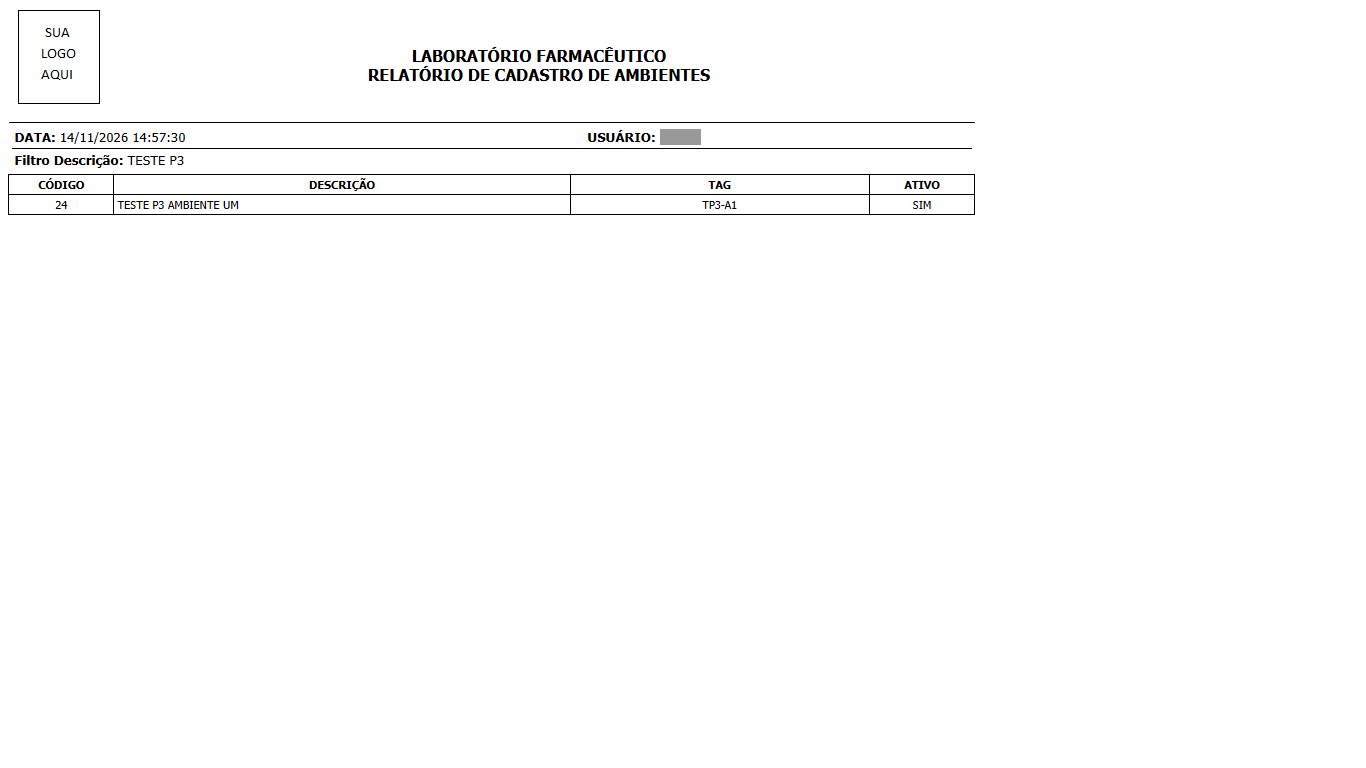 SUA
LOGO
AQUI
LABORATÓRIO FARMACÊUTICO
RELATÓRIO DE CADASTRO DE AMBIENTES
DATA: 14/11/2026 14:57:30 USUÁRIO:
Filtro Descrição: TESTE P3
CÓDIGO DESCRIÇÃO TAG ATIVO
24 TESTE P3 AMBIENTE UM TP3-A1 SIM